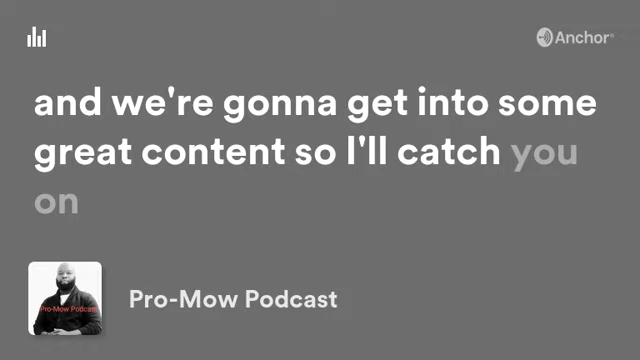 Anchor®
and we're gonna get into some
great content so I'll catch you
on
Pro-Mow Podcast
Pro-Mow Podcast